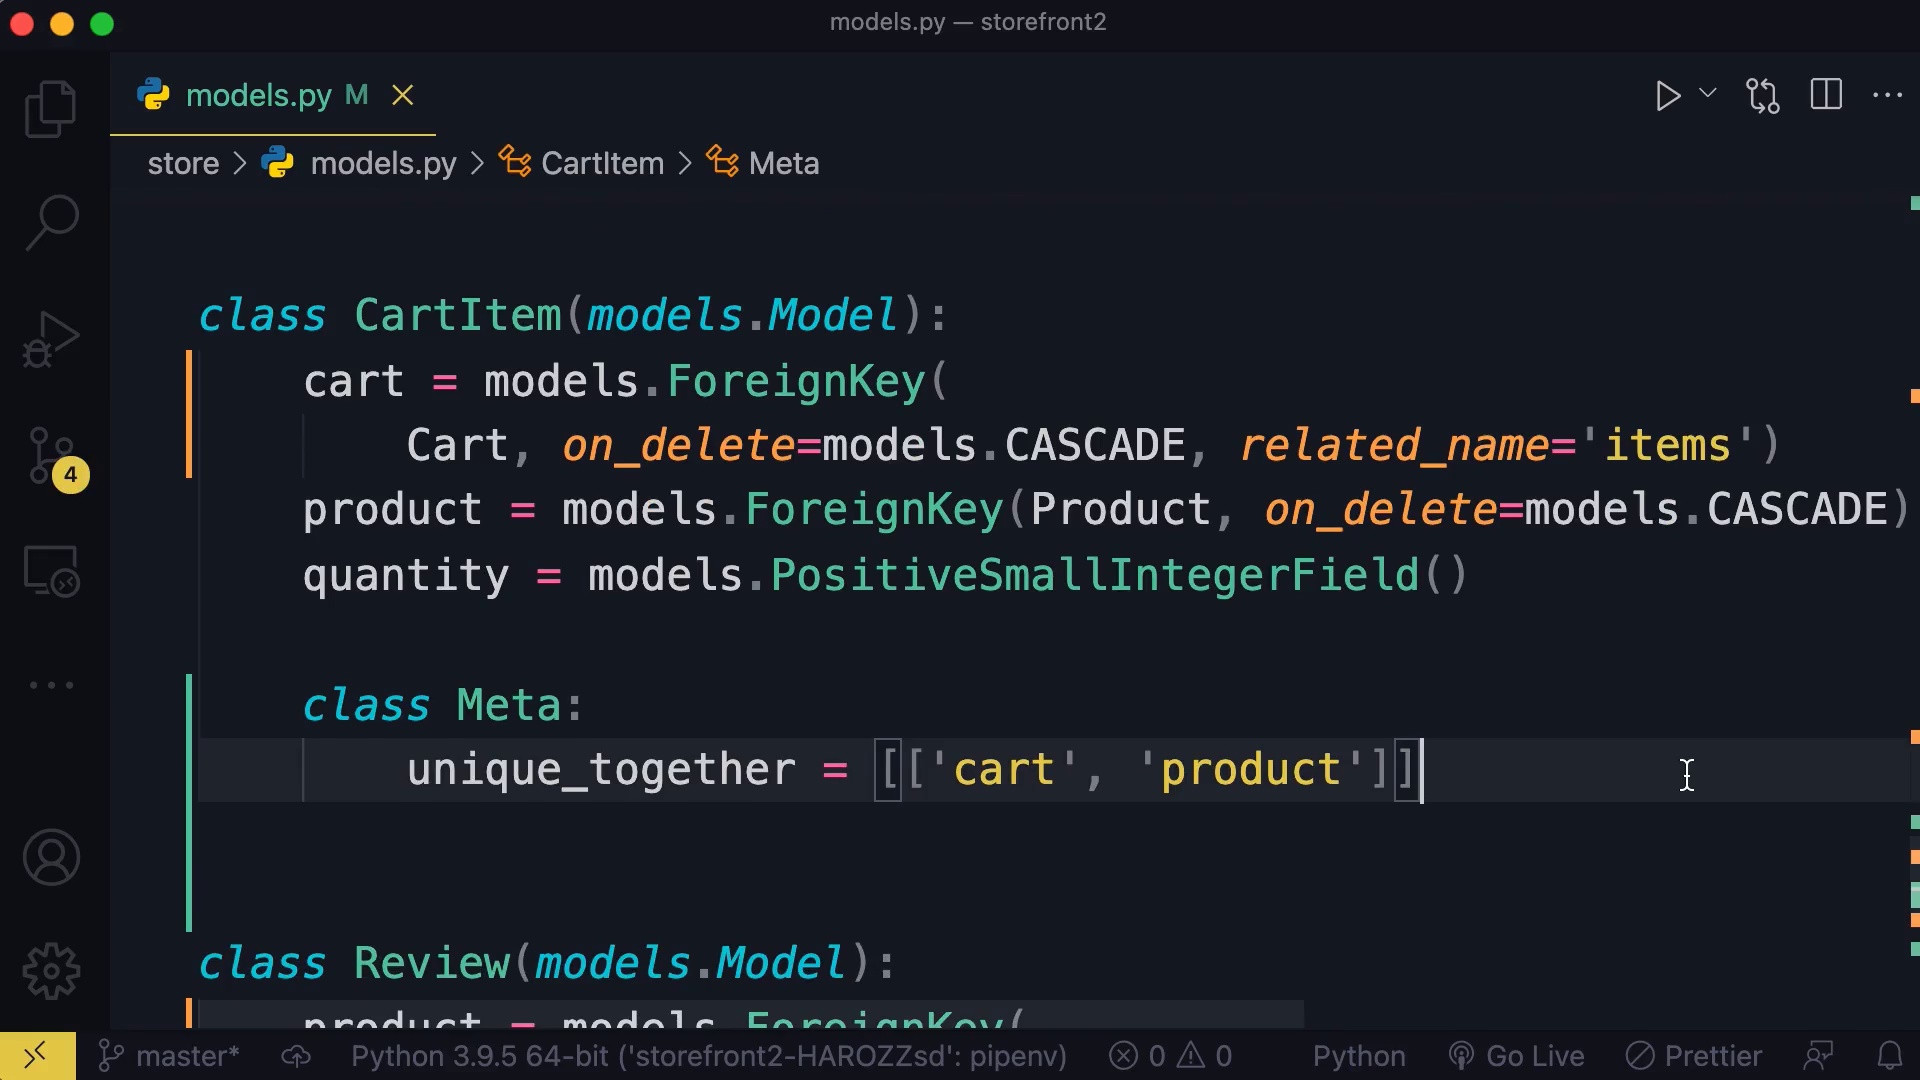 models.py — storefront2
models.py M
store > models.py > CartItem > Meta
class CartItem(models.Model):
cart = models.ForeignKey(
Cart, on_delete=models.CASCADE, related_name='items')
product = models.ForeignKey(Product, on_delete=models.CASCADE)
quantity = models.PositiveSmallIntegerField()
class Meta:
unique_together = [['cart', 'product']]
class Review(models.Model):
product = models.ForeignKey(
4
master* Python 3.9.5 64-bit ('storefront2-HAROZZsd': pipenv) 0 0 Python Go Live Prettier